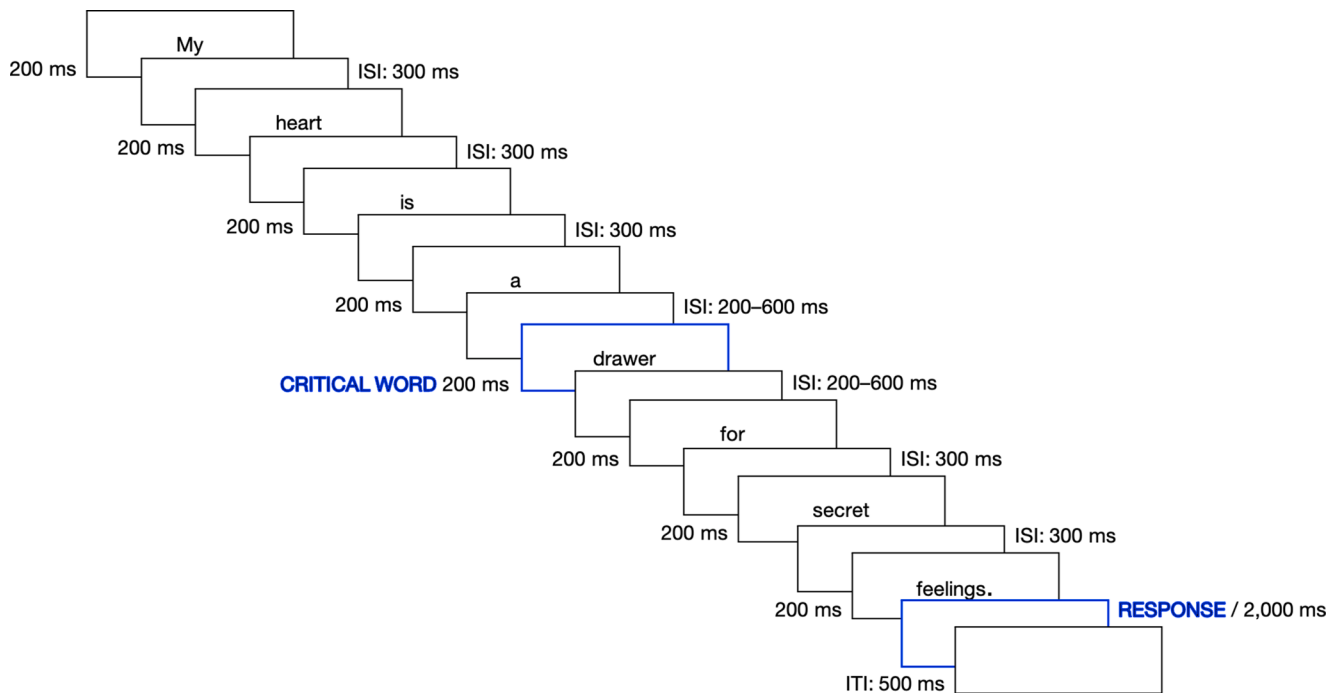 My
200 ms
ISI: 300 ms
heart
200 ms
ISI: 300 ms
is
200 ms
ISI: 300 ms
a
200 ms
ISI: 200–600 ms
drawer
CRITICAL WORD 200 ms
ISI: 200–600 ms
for
200 ms
ISI: 300 ms
secret
200 ms
ISI: 300 ms
feelings.
200 ms
RESPONSE / 2,000 ms
ITI: 500 ms